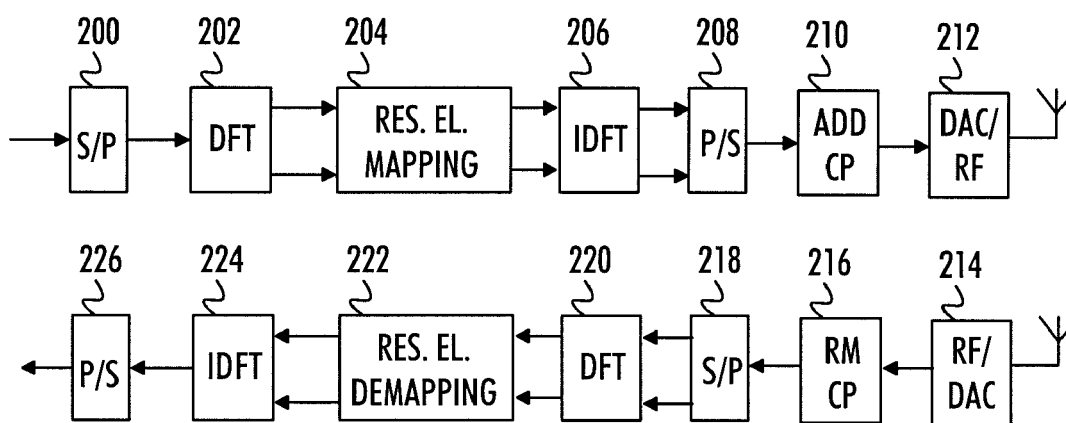 200 202 204 206 208 210 212
S/P DFT RES. EL. MAPPING IDFT P/S ADD CP DAC/ RF
226 224 222 220 218 216 214
P/S IDFT RES. EL. DEMAPPING DFT S/P RM CP RF/ DAC